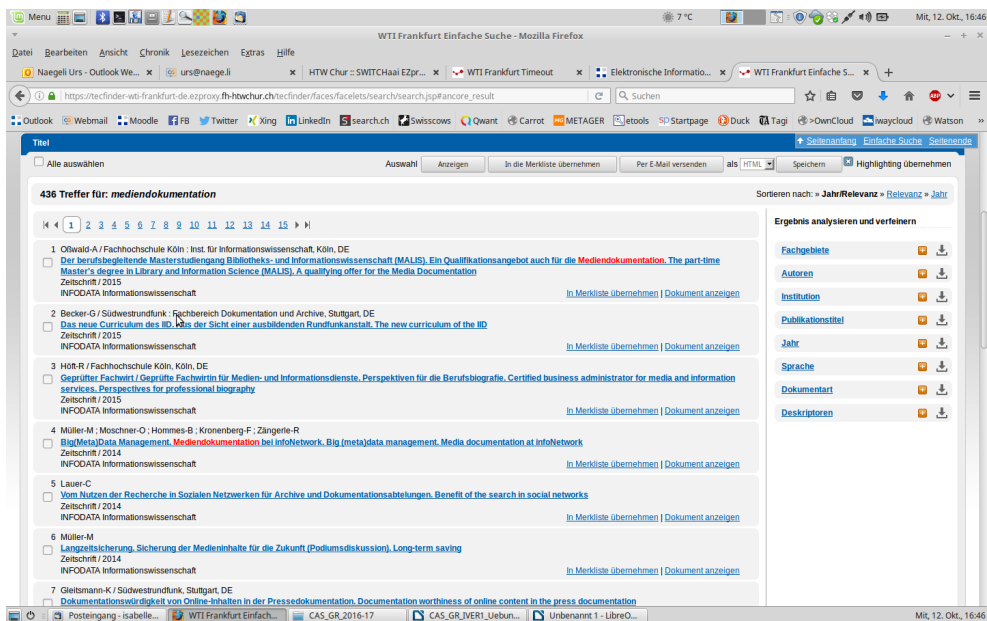 Menu
7 °C
Mit, 12. Okt., 16:46
WTI Frankfurt Einfache Suche - Mozilla Firefox
Datei Bearbeiten Ansicht Chronik Lesezeichen Extras Hilfe
Naegeli Urs - Outlook We... urs@naege.li HTW Chur :: SWITCHaai EZpr... WTI Frankfurt Timeout Elektronische Informatio... WTI Frankfurt Einfache S...
https://tecfinder-wti-frankfurt-de.ezproxy.fh-htwchur.ch/tecfinder/faces/facelets/search/search.jsp#ancore_result Suchen ABP
Outlook Webmail Moodle FB Twitter Xing LinkedIn search.ch Swisscows Qwant Carrot METAGER etools StartPage Duck Tagi >OwnCloud iwaycloud Watson »
Titel Seitenanfang Einfache Suche Seitenende
Alle auswählen Auswahl Anzeigen In die Merkliste übernehmen Per E-Mail versenden als HTML Speichern Highlighting übernehmen
436 Treffer für: mediendokumentation Sortieren nach: » Jahr/Relevanz » Relevanz » Jahr
1 2 3 4 5 6 7 8 9 10 11 12 13 14 15
Ergebnis analysieren und verfeinern
Fachgebiete
Autoren
Institution
Publikationstitel
Jahr
Sprache
Dokumentart
Deskriptoren
1 Oßwald-A / Fachhochschule Köln : Inst. für Informationswissenschaft, Köln, DE
Der berufsbegleitende Masterstudiengang Bibliotheks- und Informationswissenschaft (MALIS). Ein Qualifikationsangebot auch für die Mediendokumentation. The part-time
Master's degree in Library and Information Science (MALIS). A qualifying offer for the Media Documentation
Zeitschrift / 2015
INFODATA Informationswissenschaft In Merkliste übernehmen | Dokument anzeigen
2 Becker-G / Südwestrundfunk : Fachbereich Dokumentation und Archive, Stuttgart, DE
Das neue Curriculum des IID. Aus der Sicht einer ausbildenden Rundfunkanstalt. The new curriculum of the IID
Zeitschrift / 2015
INFODATA Informationswissenschaft In Merkliste übernehmen | Dokument anzeigen
3 Höft-R / Fachhochschule Köln, Köln, DE
Geprüfter Fachwirt / Geprüfte Fachwirtin für Medien- und Informationsdienste. Perspektiven für die Berufsbiografie. Certified business administrator for media and information
services. Perspectives for professional biography
Zeitschrift / 2015
INFODATA Informationswissenschaft In Merkliste übernehmen | Dokument anzeigen
4 Müller-M ; Moschner-O ; Hommes-B ; Kronenberg-F ; Zängerle-R
Big(Meta)Data Management. Mediendokumentation bei infoNetwork. Big (meta)data management. Media documentation at infoNetwork
Zeitschrift / 2014
INFODATA Informationswissenschaft In Merkliste übernehmen | Dokument anzeigen
5 Lauer-C
Vom Nutzen der Recherche in Sozialen Netzwerken für Archive und Dokumentationsabtelungen. Benefit of the search in social networks
Zeitschrift / 2014
INFODATA Informationswissenschaft In Merkliste übernehmen | Dokument anzeigen
6 Müller-M
Langzeitsicherung. Sicherung der Medieninhalte für die Zukunft (Podiumsdiskussion). Long-term saving
Zeitschrift / 2014
INFODATA Informationswissenschaft In Merkliste übernehmen | Dokument anzeigen
7 Gleitsmann-K / Südwestrundfunk, Stuttgart, DE
Dokumentationswürdigkeit von Online-Inhalten in der Pressedokumentation. Documentation worthiness of online content in the press documentation
Posteingang - isabelle... WTI Frankfurt Einfach... CAS_GR_2016-17 CAS_GR_IVER1_Uebun... Unbenannt 1 - LibreO... Mit, 12. Okt., 16:46